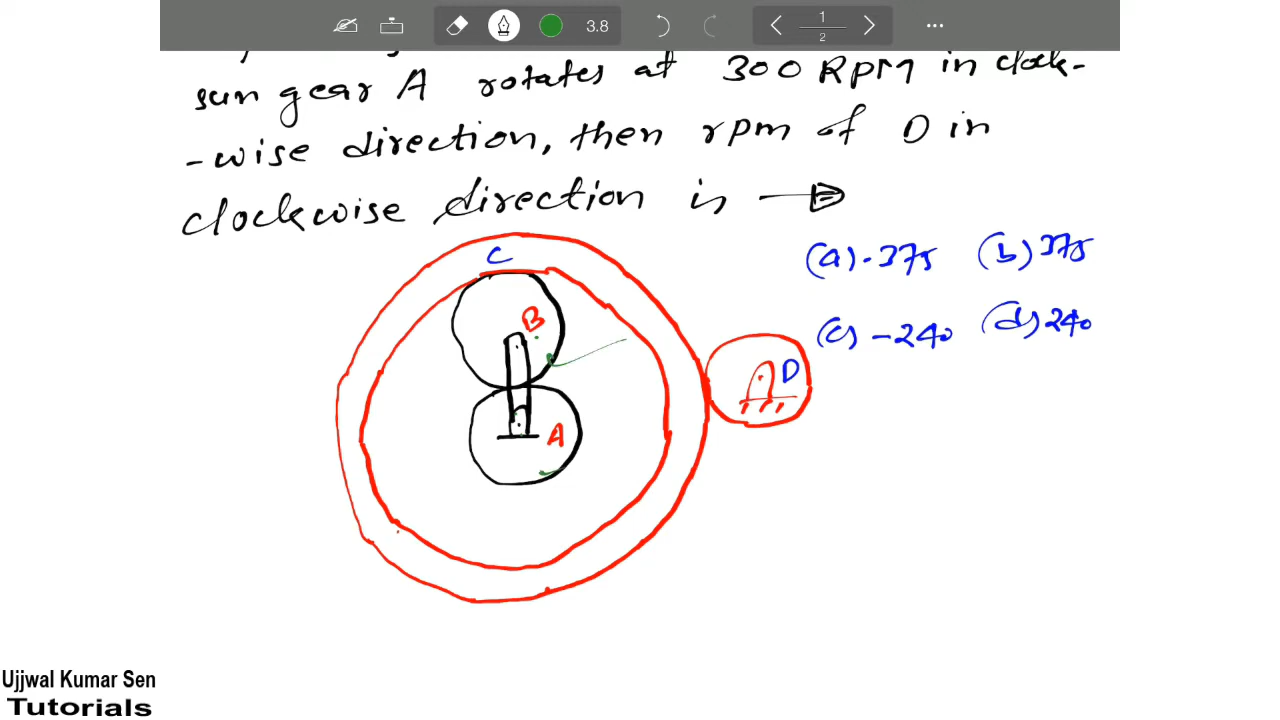 3.8
1
2
sun gear A rotates at 300 RPM in clock-
-wise direction, then rpm of D in
clockwise direction is →
C
(a) -375 (b) 375
B
(c) -240 (d) 240
D
A
Ujjwal Kumar Sen
Tutorials